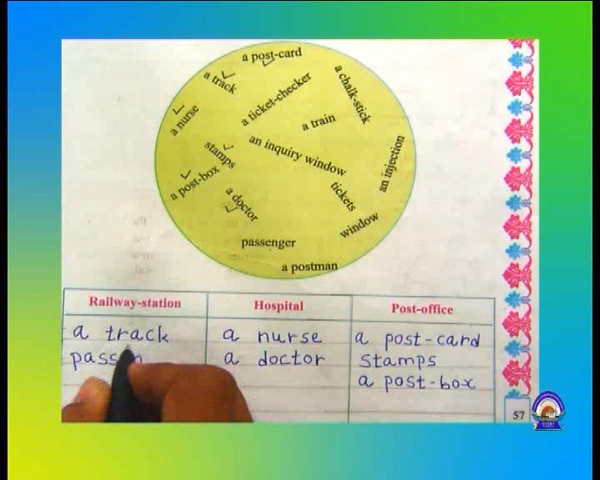 a post-card
a track
a ticket-checker
a chalk-stick
a nurse
a train
stamps
an inquiry window
an injection
a post-box
a doctor
tickets
window
passenger
a postman
Railway-station Hospital Post-office
a track a nurse a post-card
a doctor stamps
a post-box
57